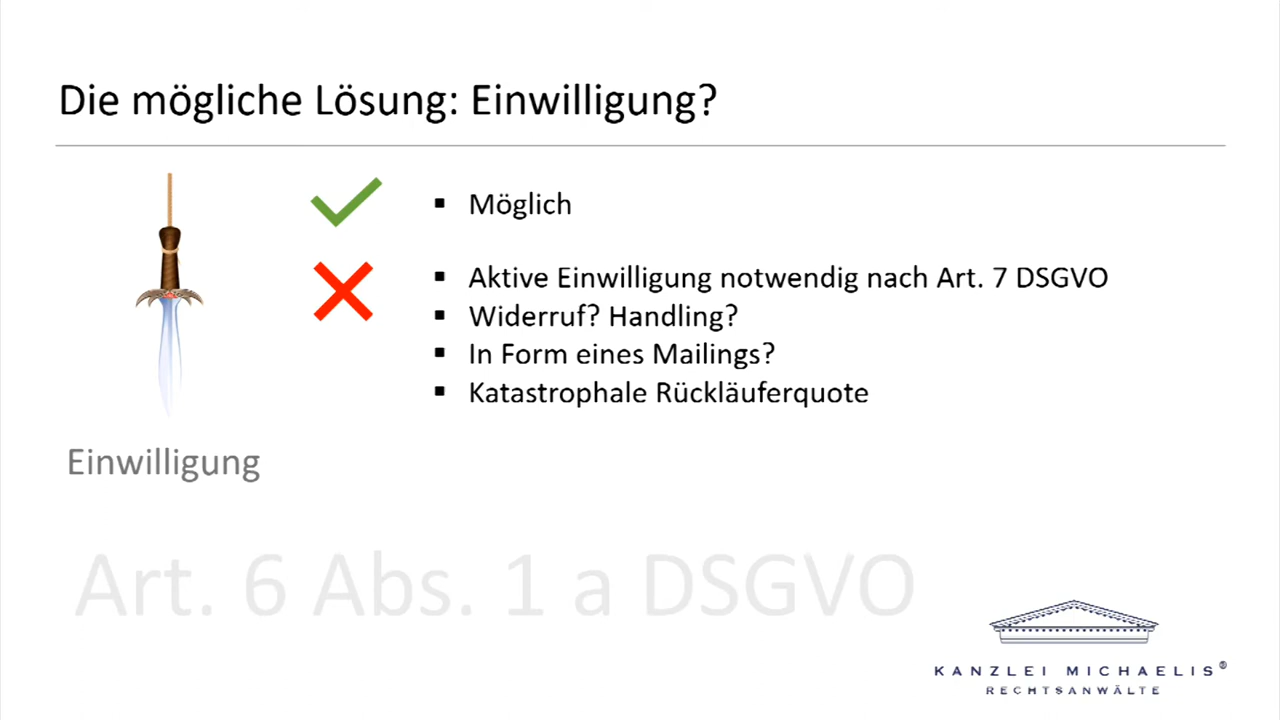 Die mögliche Lösung: Einwilligung?
Möglich
Aktive Einwilligung notwendig nach Art. 7 DSGVO
Widerruf? Handling?
In Form eines Mailings?
Katastrophale Rückläuferquote
Einwilligung
Art. 6 Abs. 1 a DSGVO
KANZLEI MICHAELIS®
RECHTSANWÄLTE